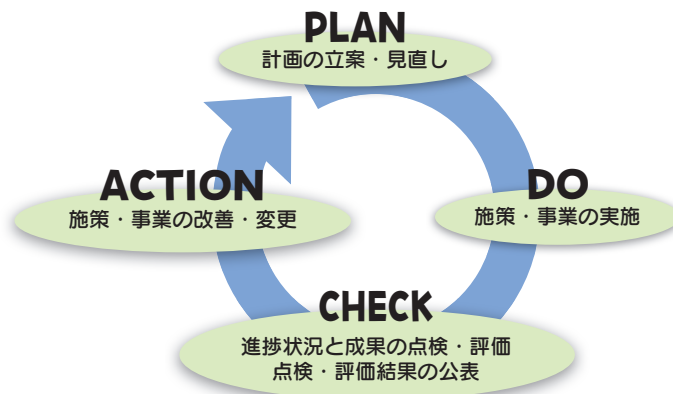 PLAN
計画の立案・見直し
DO
施策・事業の実施
CHECK
進捗状況と成果の点検・評価
点検・評価結果の公表
ACTION
施策・事業の改善・変更